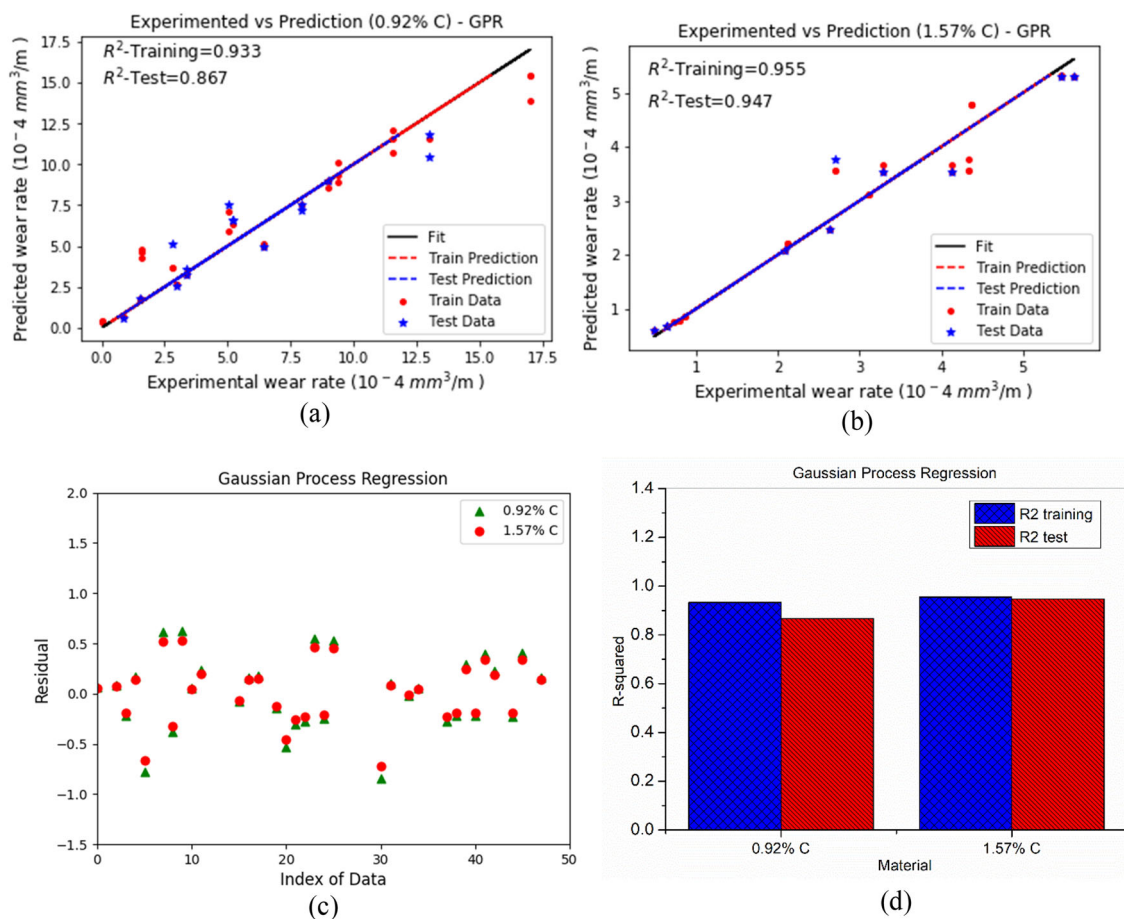 Experimented vs Prediction (0.92% C) - GPR
R²-Training=0.933
R²-Test=0.867
Predicted wear rate (10⁻4 mm³/m)
17.5
15.0
12.5
10.0
7.5
5.0
2.5
0.0
Fit
Train Prediction
Test Prediction
Train Data
Test Data
0.0 2.5 5.0 7.5 10.0 12.5 15.0 17.5
Experimental wear rate (10⁻4 mm³/m )
(a)
Experimented vs Prediction (1.57% C) - GPR
R²-Training=0.955
R²-Test=0.947
Predicted wear rate (10⁻4 mm³/m )
5
4
3
2
1
Fit
Train Prediction
Test Prediction
Train Data
Test Data
1 2 3 4 5
Experimental wear rate (10⁻4 mm³/m )
(b)
Gaussian Process Regression
Residual
2.0
1.5
1.0
0.5
0.0
−0.5
−1.0
−1.5
0.92% C
1.57% C
0 10 20 30 40 50
Index of Data
(c)
Gaussian Process Regression
R-squared
1.4
1.2
1.0
0.8
0.6
0.4
0.2
0.0
R2 training
R2 test
0.92% C 1.57% C
Material
(d)